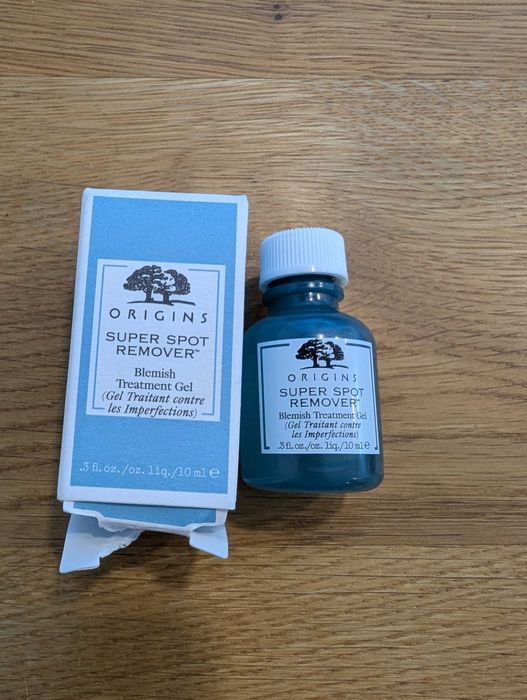 ORIGINS
SUPER SPOT
REMOVER™
Blemish
Treatment Gel
(Gel Traitant contre
les Imperfections)
.3 fl. oz./oz. liq./10 ml ℮
ORIGINS
SUPER SPOT
REMOVER™
Blemish Treatment Gel
(Gel Traitant contre
les Imperfections)
.3 fl. oz./oz. liq./10 ml ℮